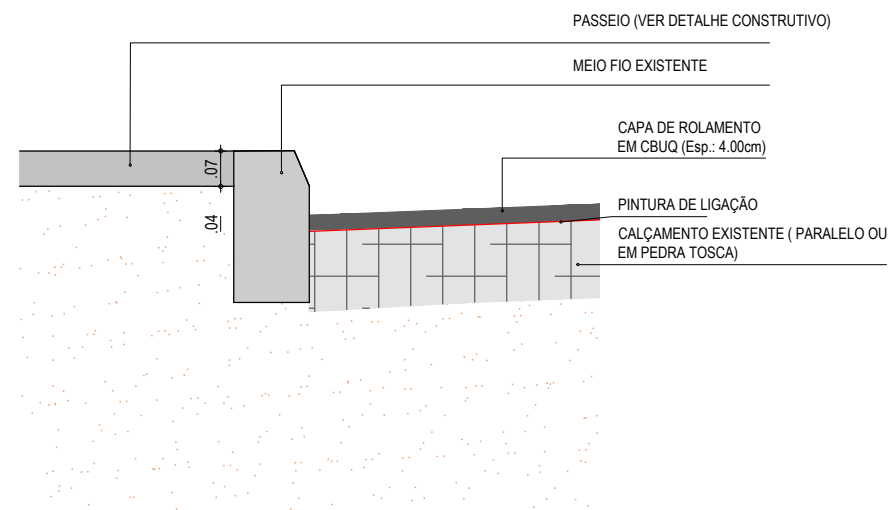 PASSEIO (VER DETALHE CONSTRUTIVO)
MEIO FIO EXISTENTE
CAPA DE ROLAMENTO
EM CBUQ (Esp.: 4.00cm)
PINTURA DE LIGAÇÃO
CALÇAMENTO EXISTENTE ( PARALELO OU
EM PEDRA TOSCA)
.07
.04